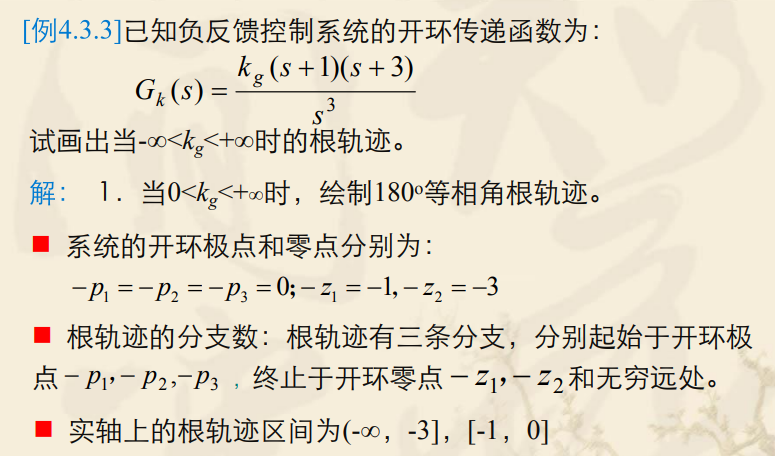 [例4.3.3]已知负反馈控制系统的开环传递函数为：
G_k(s) = \frac{k_g(s+1)(s+3)}{s^3}
试画出当-∞<k_g<+∞时的根轨迹。
解： 1. 当0<k_g<+∞时，绘制180°等相角根轨迹。
■ 系统的开环极点和零点分别为：
−p_1 = −p_2 = −p_3 = 0; −z_1 = −1, −z_2 = −3
■ 根轨迹的分支数：根轨迹有三条分支，分别起始于开环极
点 −p_1, −p_2, −p_3 ，终止于开环零点 −z_1, −z_2 和无穷远处。
■ 实轴上的根轨迹区间为(-∞，-3]，[-1，0]